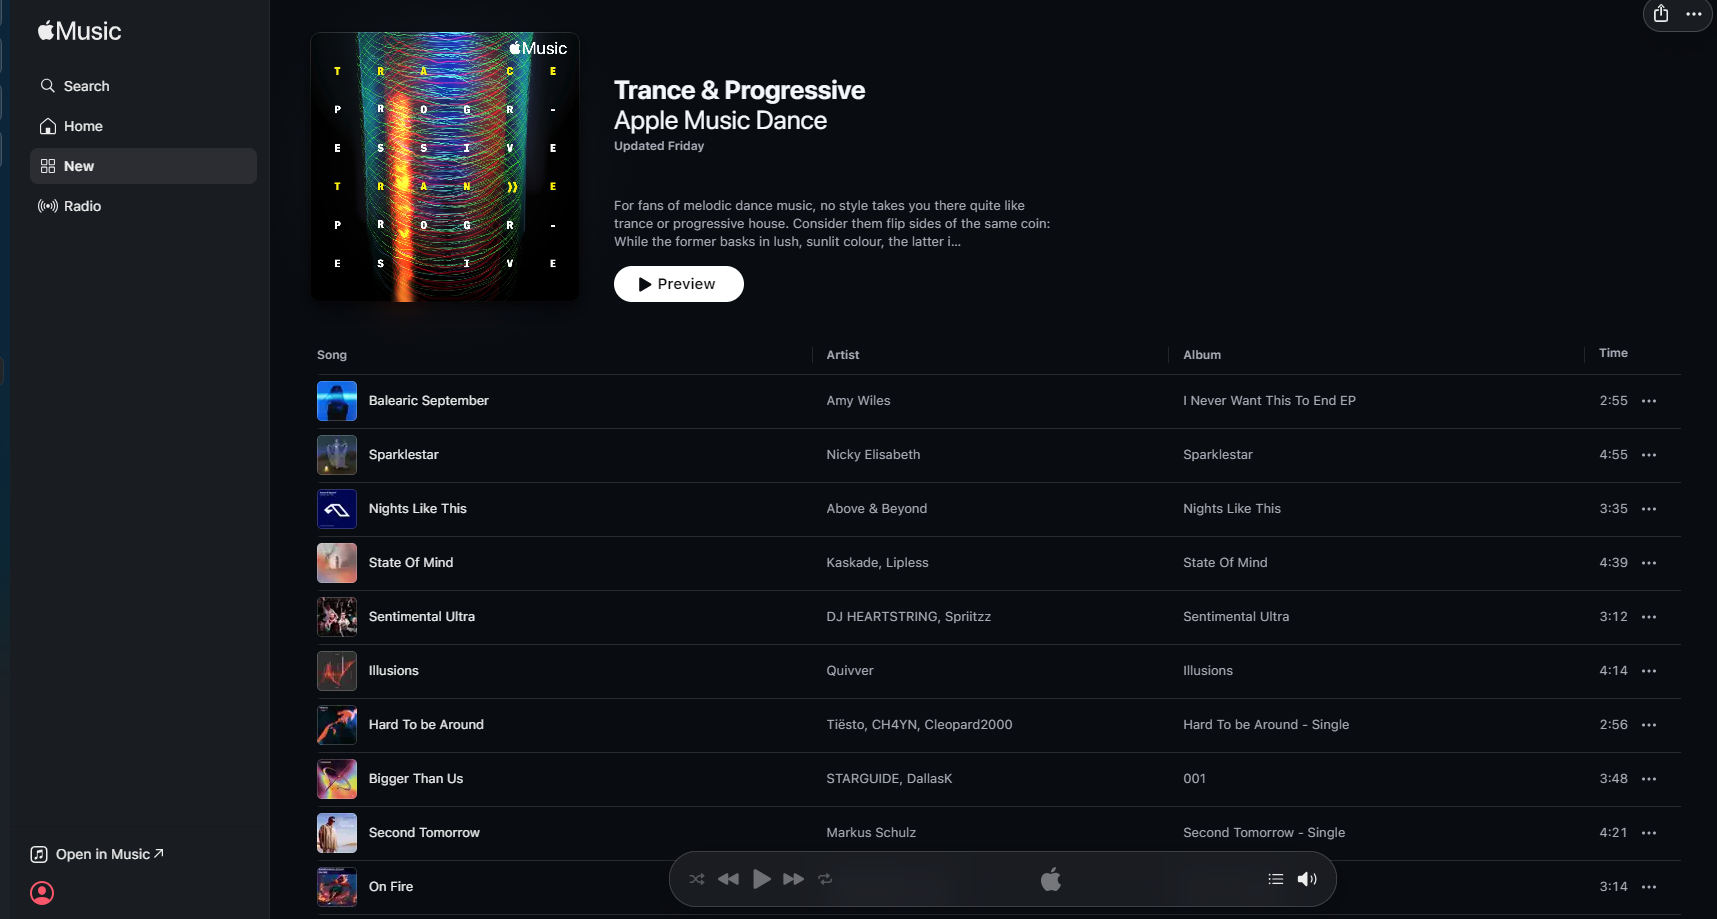 Music
Search
Home
New
Radio
Open in Music
Music
T R A C E
P R O G R -
E S S I V E
T R A N E
P R O G R -
E S I V E
Trance & Progressive
Apple Music Dance
Updated Friday
For fans of melodic dance music, no style takes you there quite like
trance or progressive house. Consider them flip sides of the same coin:
While the former basks in lush, sunlit colour, the latter i...
Preview
Song Artist Album Time
Balearic September Amy Wiles I Never Want This To End EP 2:55
Sparklestar Nicky Elisabeth Sparklestar 4:55
Nights Like This Above & Beyond Nights Like This 3:35
State Of Mind Kaskade, Lipless State Of Mind 4:39
Sentimental Ultra DJ HEARTSTRING, Spriitzz Sentimental Ultra 3:12
Illusions Quivver Illusions 4:14
Hard To be Around Tiësto, CH4YN, Cleopard2000 Hard To be Around - Single 2:56
Bigger Than Us STARGUIDE, DallasK 001 3:48
Second Tomorrow Markus Schulz Second Tomorrow - Single 4:21
On Fire 3:14